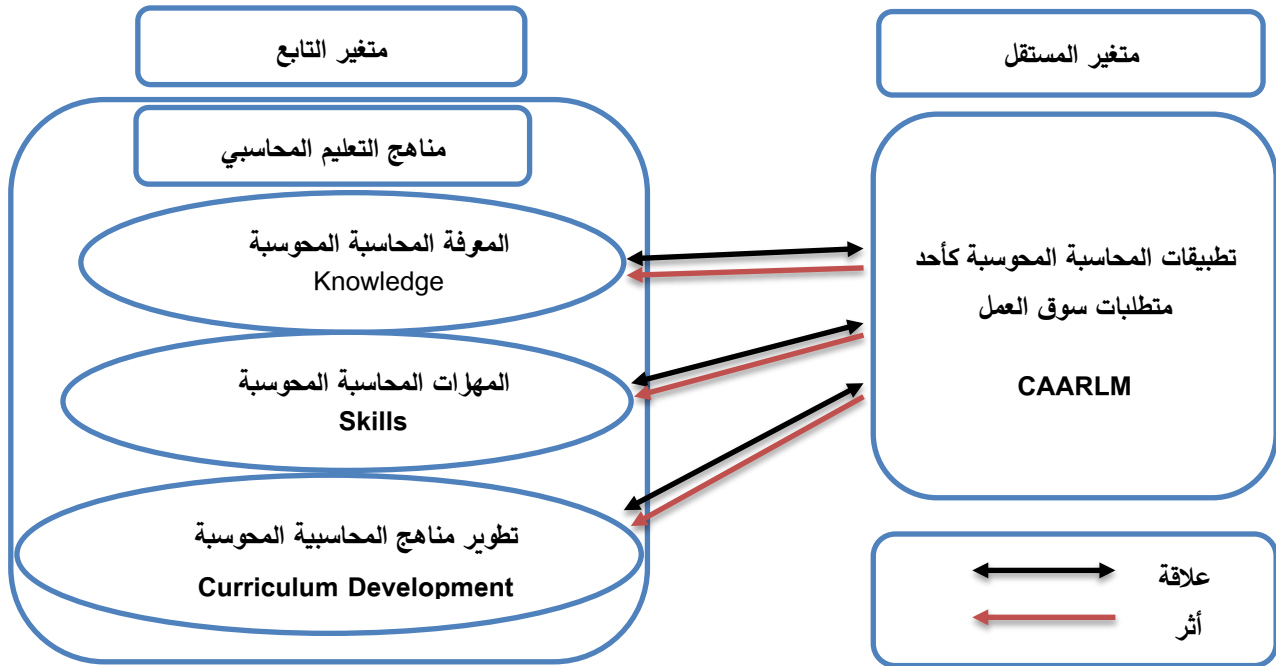 متغير المستقل
متغير التابع
تطبيقات المحاسبة المحوسبة كأحد
متطلبات سوق العمل
CAARLM
مناهج التعليم المحاسبي
المعرفة المحاسبة المحوسبة
Knowledge
المهارات المحاسبة المحوسبة
Skills
تطوير مناهج المحاسبية المحوسبة
Curriculum Development
علاقة
أثر